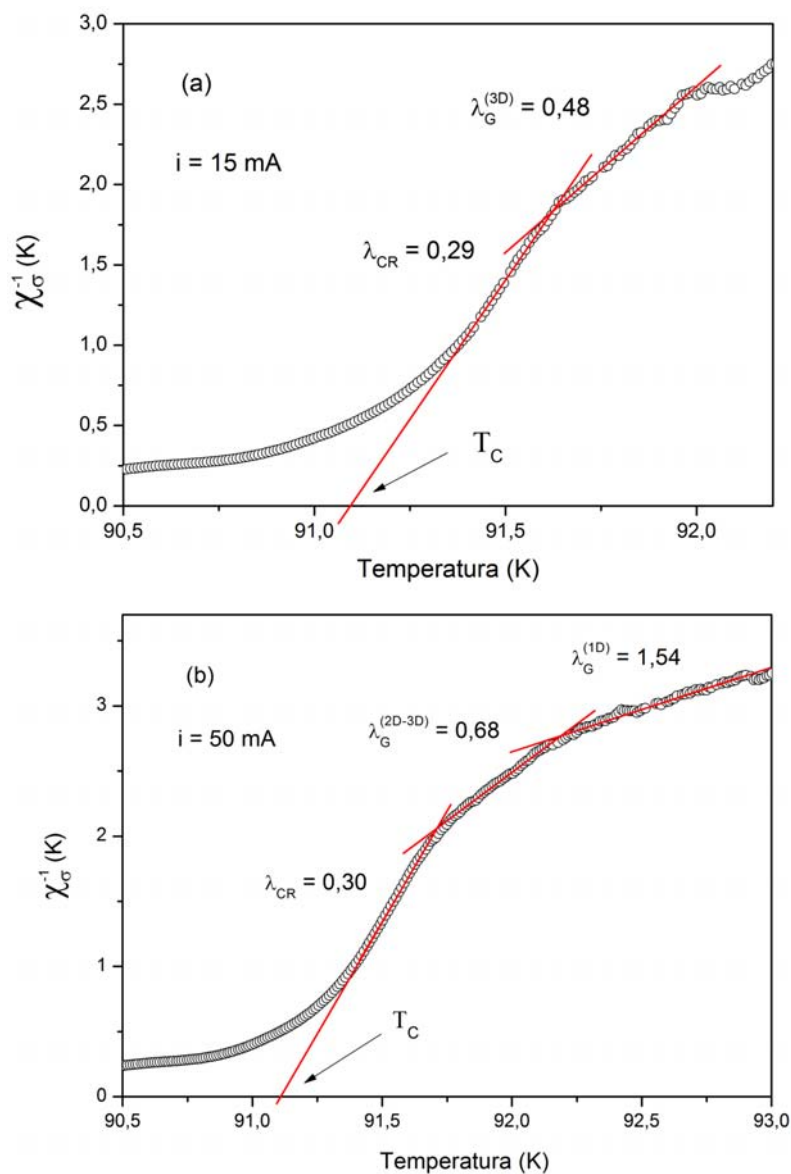 3,0
(a)
2,5
λG(3D) = 0,48
i = 15 mA
2,0
λCR = 0,29
1,5
χσ-1 (K)
1,0
0,5
TC
0,0
90,5 91,0 91,5 92,0
Temperatura (K)
(b)
λG(1D) = 1,54
3
λG(2D-3D) = 0,68
i = 50 mA
2
χσ-1 (K)
λCR = 0,30
1
TC
0
90,5 91,0 91,5 92,0 92,5 93,0
Temperatura (K)